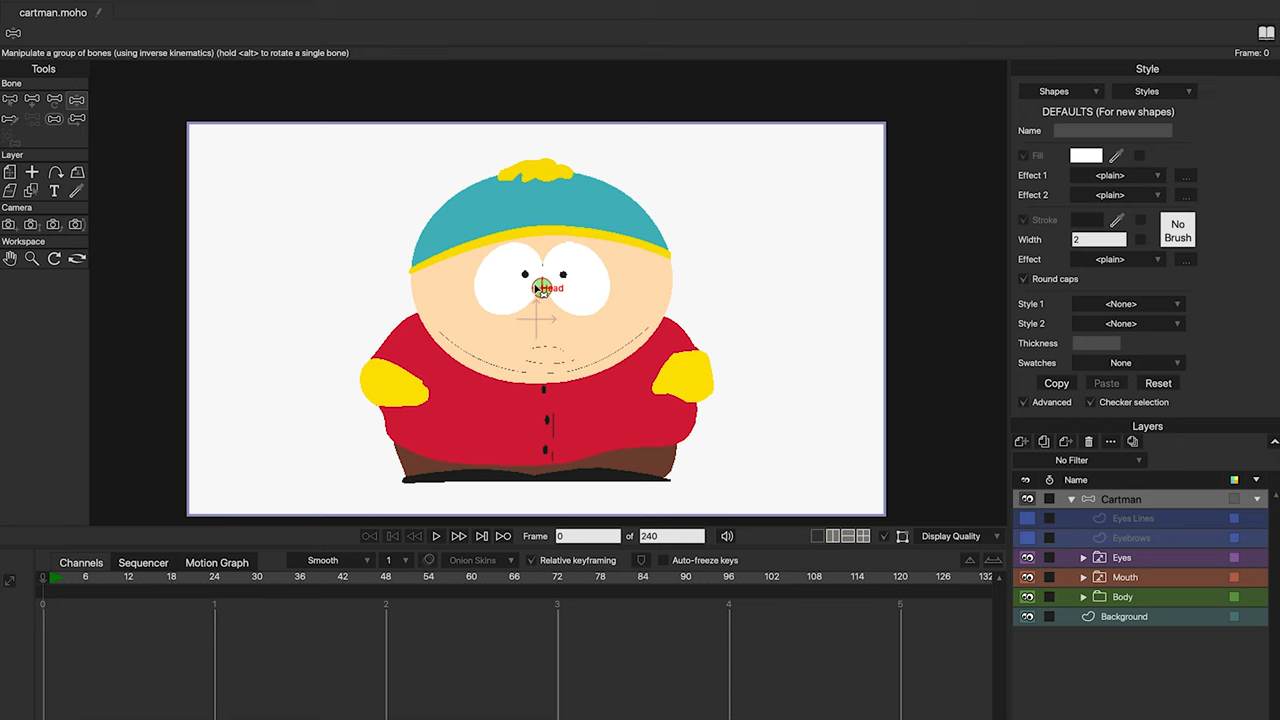 cartman.moho
Manipulate a group of bones (using inverse kinematics) (hold <alt> to rotate a single bone)
Frame: 0
Tools
Bone
Layer
T
Camera
Workspace
Head
Style
Shapes Styles
DEFAULTS (For new shapes)
Name
Fill
Effect 1 <plain> ...
Effect 2 <plain> ...
Stroke
No Brush
Width 2
Effect <plain> ...
Round caps
Style 1 <None>
Style 2 <None>
Thickness
Swatches None
Copy Paste Reset
Advanced Checker selection
Layers
No Filter
Name
Cartman
Eyes Lines
Eyebrows
Eyes
Mouth
Body
Background
Frame 0 of 240
Display Quality
Channels Sequencer Motion Graph Smooth 1 Onion Skins Relative keyframing Auto-freeze keys
0 6 12 18 24 30 36 42 48 54 60 66 72 78 84 90 96 102 108 114 120 126 132
0 1 2 3 4 5